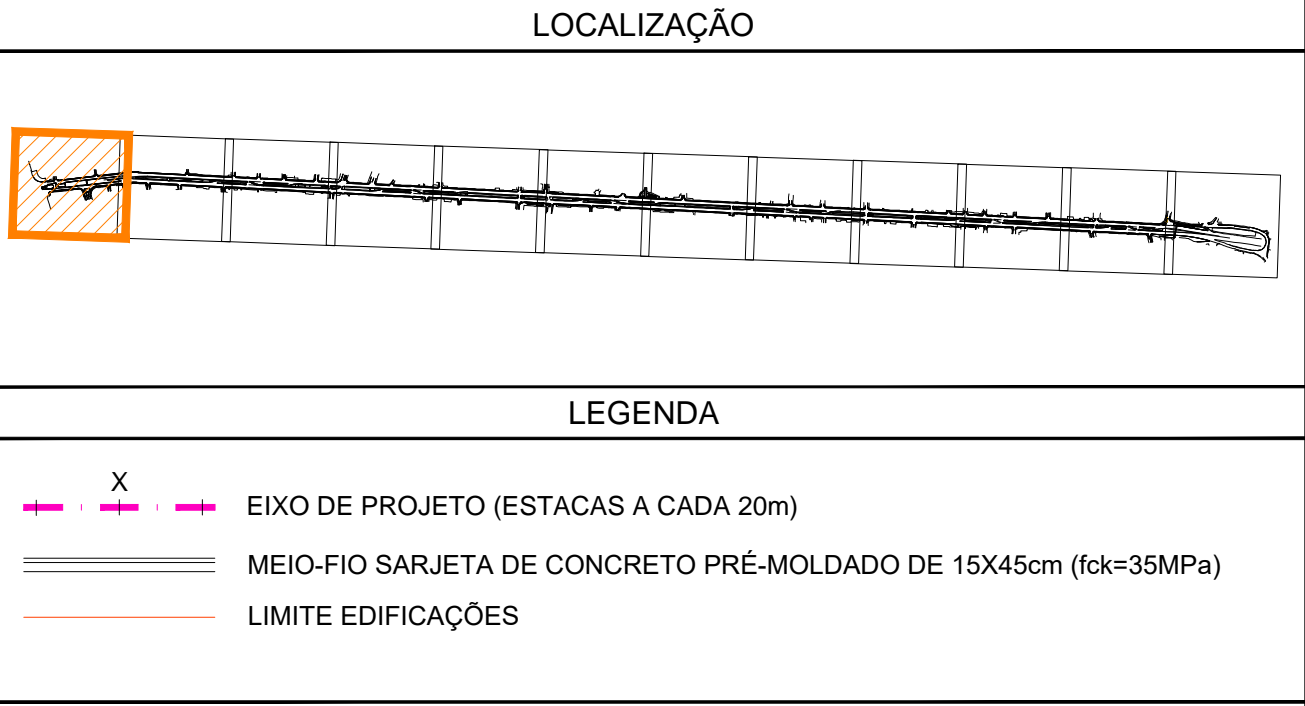 LOCALIZAÇÃO
LEGENDA
X
EIXO DE PROJETO (ESTACAS A CADA 20m)
MEIO-FIO SARJETA DE CONCRETO PRÉ-MOLDADO DE 15X45cm (fck=35MPa)
LIMITE EDIFICAÇÕES